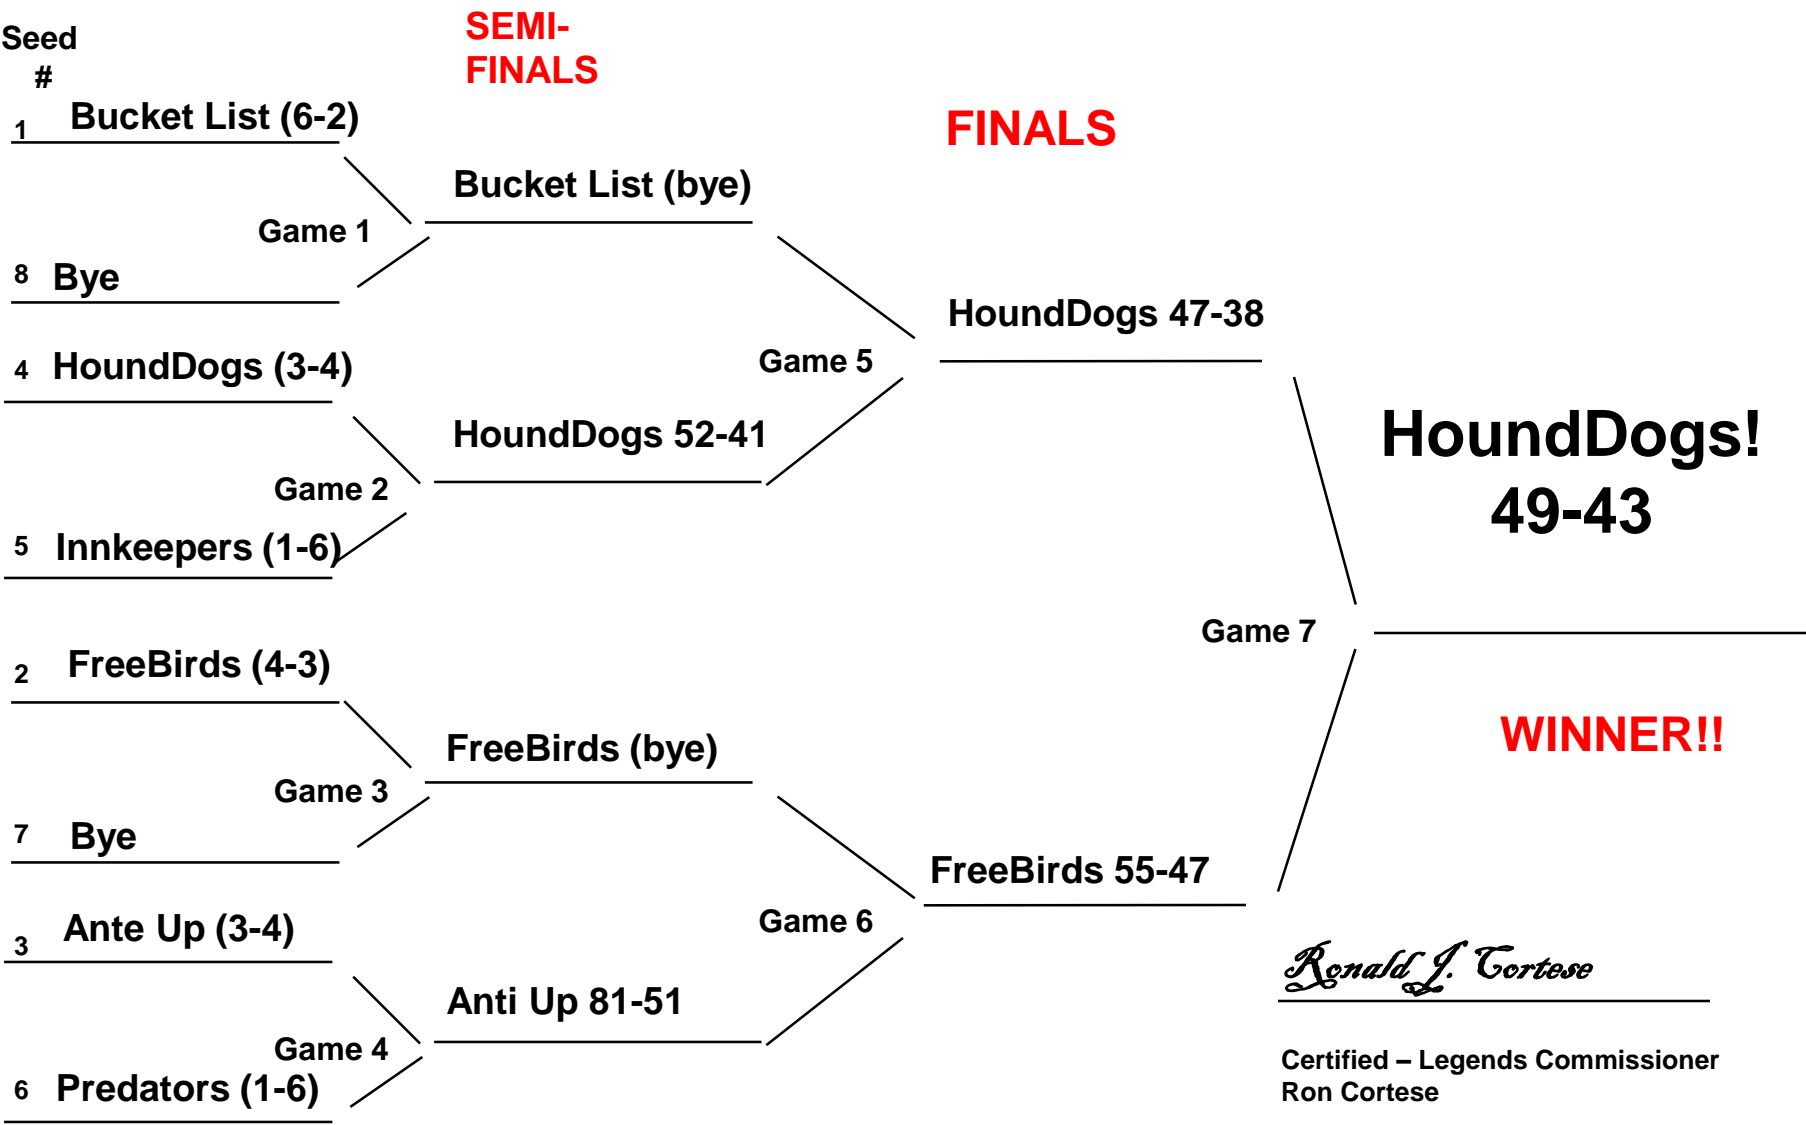 Seed
#
SEMI-
FINALS
FINALS
1 Bucket List (6-2)
Bucket List (bye)
Game 1
8 Bye
HoundDogs 47-38
4 HoundDogs (3-4)
Game 5
HoundDogs 52-41
HoundDogs!
49-43
Game 2
5 Innkeepers (1-6)
Game 7
2 FreeBirds (4-3)
WINNER!!
FreeBirds (bye)
Game 3
7 Bye
FreeBirds 55-47
3 Ante Up (3-4)
Game 6
Ronald J. Cortese
Anti Up 81-51
Game 4
6 Predators (1-6)
Certified – Legends Commissioner
Ron Cortese